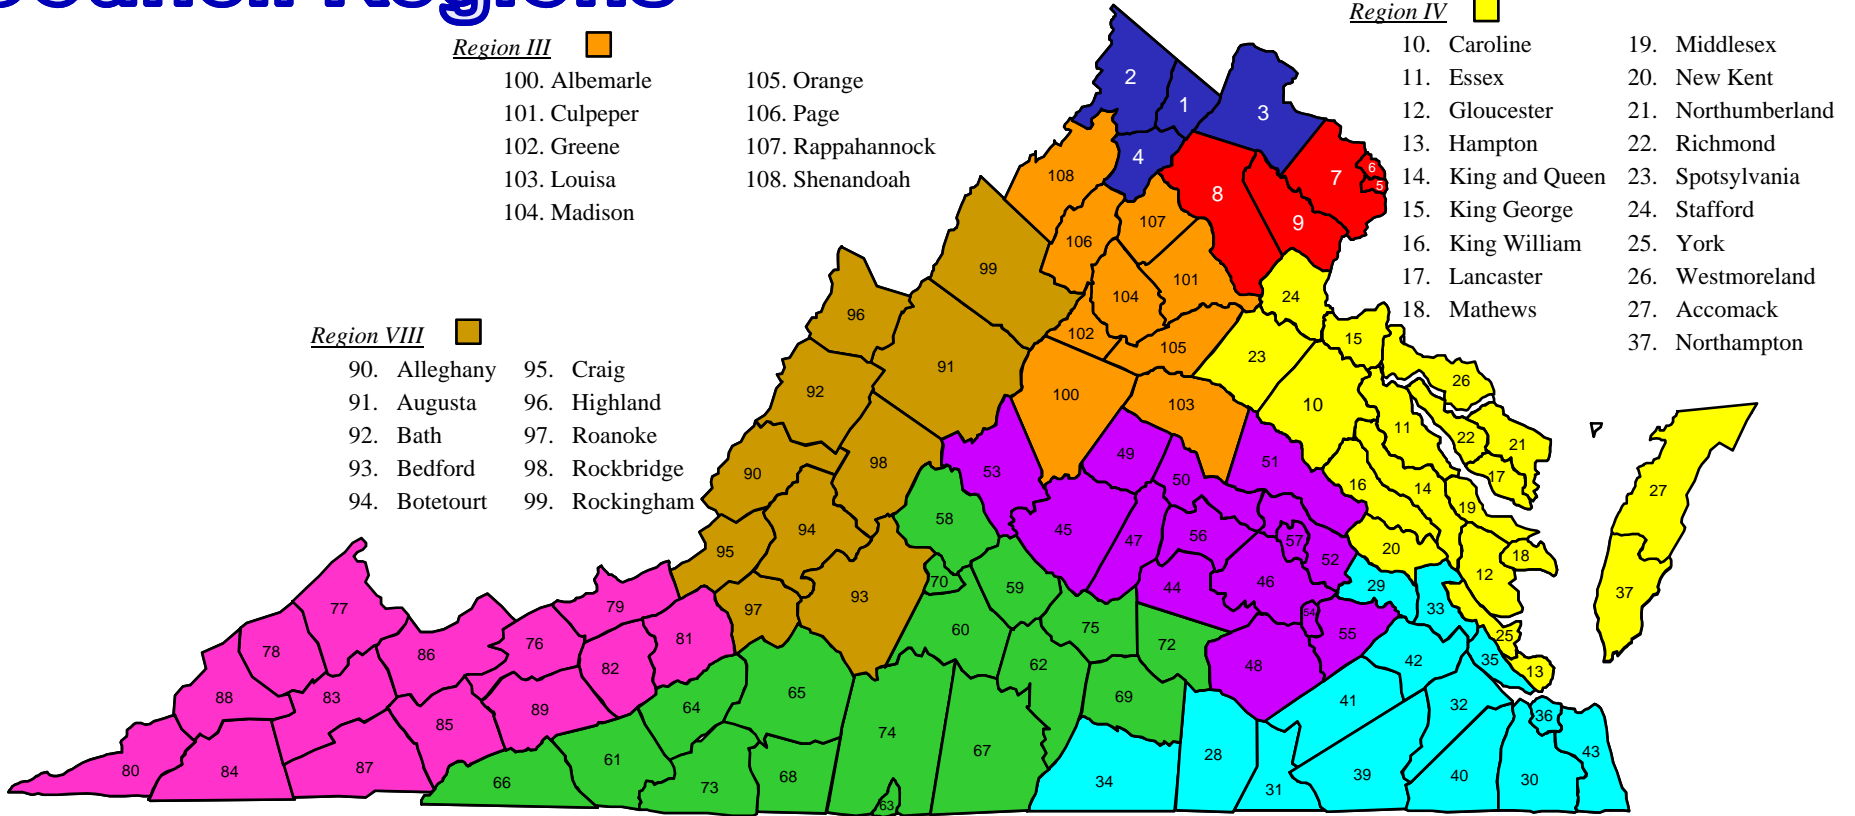 Council Regions
Region III
100. Albemarle
101. Culpeper
102. Greene
103. Louisa
104. Madison
105. Orange
106. Page
107. Rappahannock
108. Shenandoah
Region IV
10. Caroline
11. Essex
12. Gloucester
13. Hampton
14. King and Queen
15. King George
16. King William
17. Lancaster
18. Mathews
19. Middlesex
20. New Kent
21. Northumberland
22. Richmond
23. Spotsylvania
24. Stafford
25. York
26. Westmoreland
27. Accomack
37. Northampton
Region VIII
90. Alleghany
91. Augusta
92. Bath
93. Bedford
94. Botetourt
95. Craig
96. Highland
97. Roanoke
98. Rockbridge
99. Rockingham
2
1
3
4
108
7
6
5
8
9
107
106
99
101
104
24
96
102
105
15
23
91
92
26
100
103
10
11
22
21
49
51
53
98
90
50
16
14
17
27
19
58
45
47
56
57
94
95
52
20
18
70
59
44
46
29
12
93
97
79
77
54
33
37
60
75
55
25
76
81
78
86
82
72
62
48
42
35
13
88
83
65
69
41
32
64
89
85
36
74
67
28
43
61
80
84
87
66
73
68
34
31
39
40
30
63